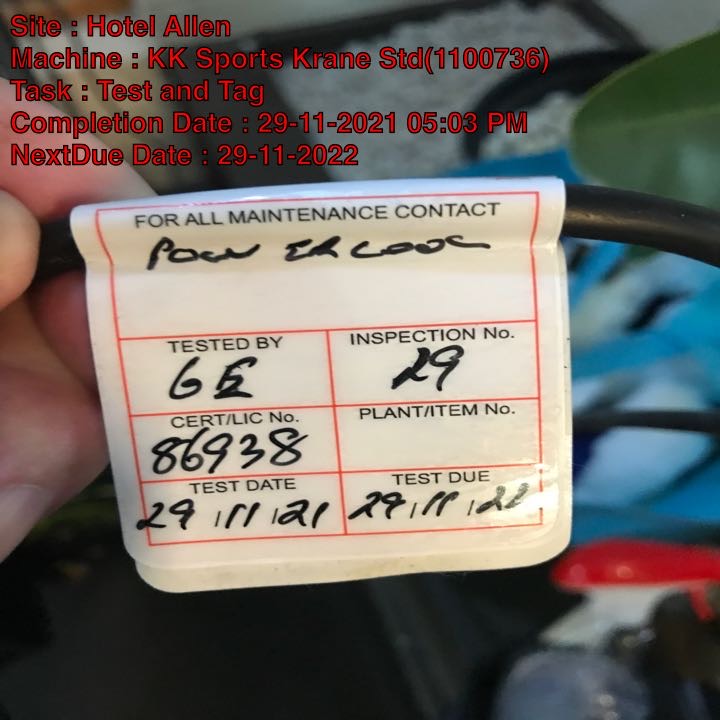 Site : Hotel Allen
Machine : KK Sports Krane Std(1100736)
Task : Test and Tag
Completion Date : 29-11-2021 05:03 PM
NextDue Date : 29-11-2022
FOR ALL MAINTENANCE CONTACT
TESTED BY INSPECTION No.
GE 29
CERT/LIC No. PLANT/ITEM No.
86938
TEST DATE TEST DUE
29/11/21 29/11/22